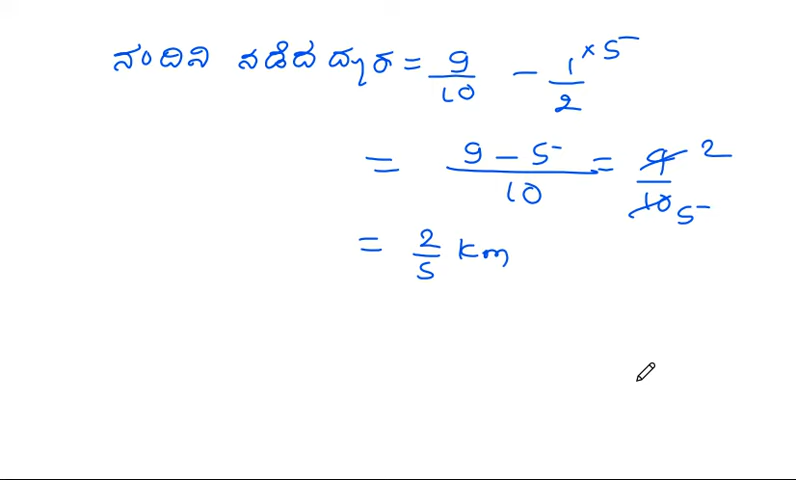 ನಂದಿನಿ ನಡೆದ ದೂರ = 9/10 - 1/2 ×5
= 9 - 5/10 = 4/10 2 5
= 2/5 km